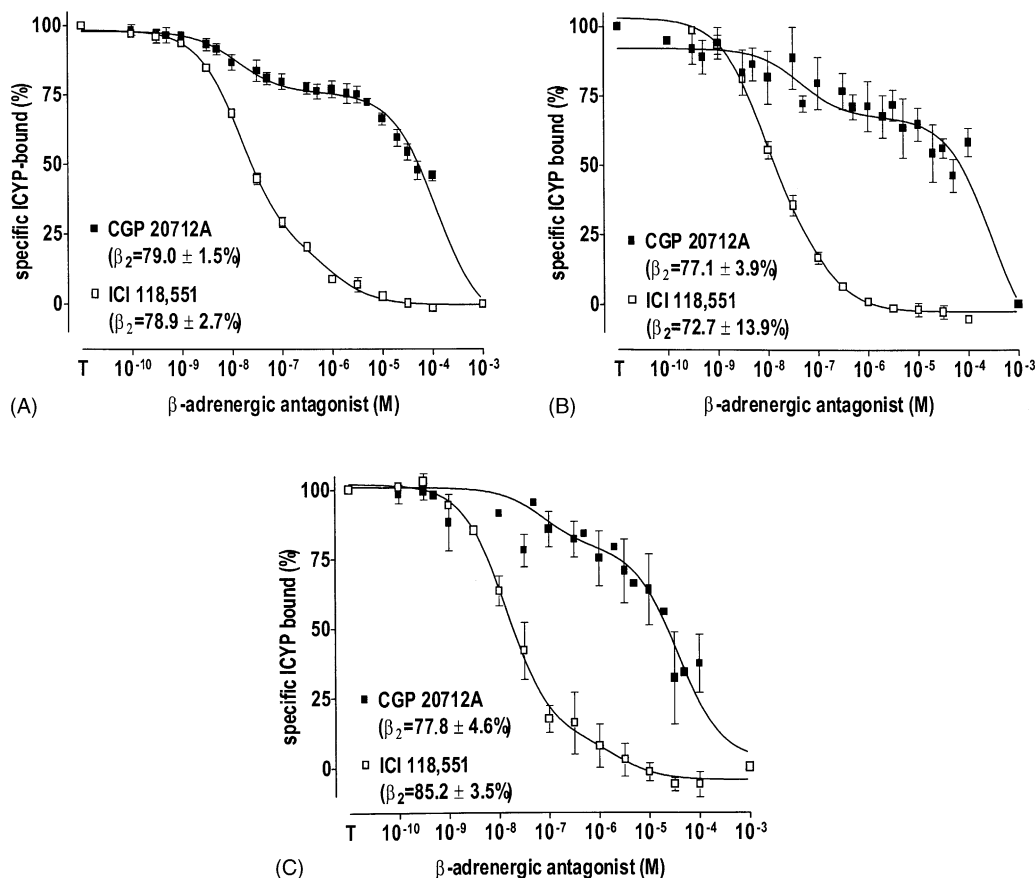 100
75
50
25
0
specific ICYP-bound (%)
CGP 20712A
(β2=79.0 ± 1.5%)
ICI 118,551
(β2=78.9 ± 2.7%)
T 10-10 10-9 10-8 10-7 10-6 10-5 10-4 10-3
(A) β-adrenergic antagonist (M)
100
75
50
25
0
specific ICYP bound (%)
CGP 20712A
(β2=77.1 ± 3.9%)
ICI 118,551
(β2=72.7 ± 13.9%)
T 10-10 10-9 10-8 10-7 10-6 10-5 10-4 10-3
(B) β-adrenergic antagonist (M)
100
75
50
25
0
specific ICYP bound (%)
CGP 20712A
(β2=77.8 ± 4.6%)
ICI 118,551
(β2=85.2 ± 3.5%)
T 10-10 10-9 10-8 10-7 10-6 10-5 10-4 10-3
(C) β-adrenergic antagonist (M)